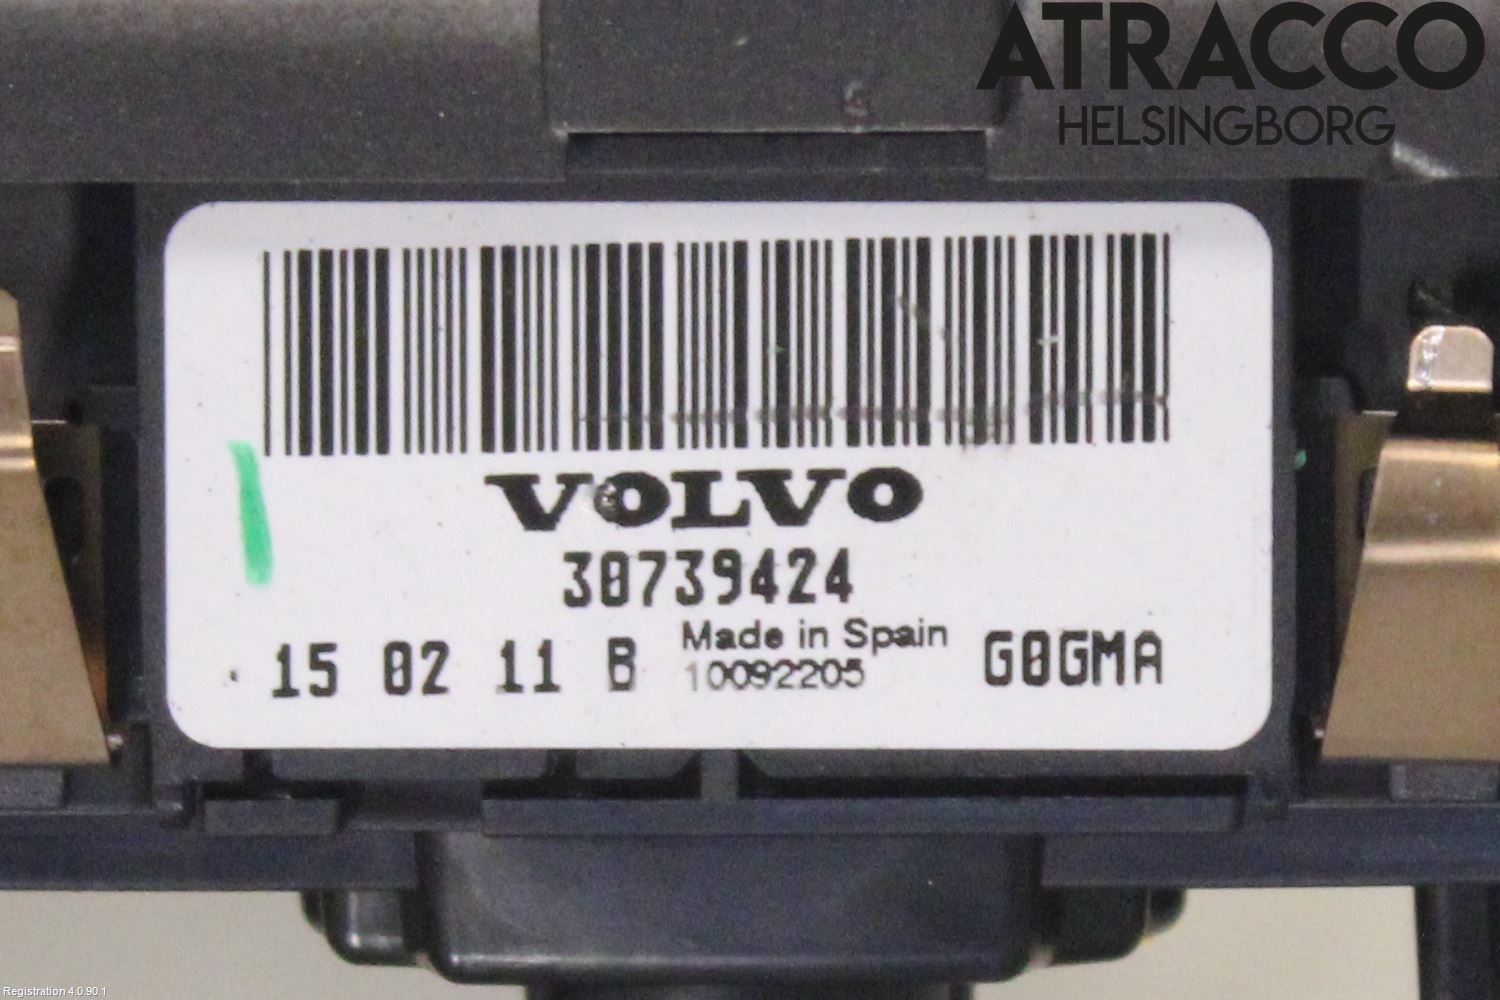 ATRACCO
HELSINGBORG
VOLVO
30739424
15 02 11 B Made in Spain G0GMA
10092205
Registration 4.0.90.1